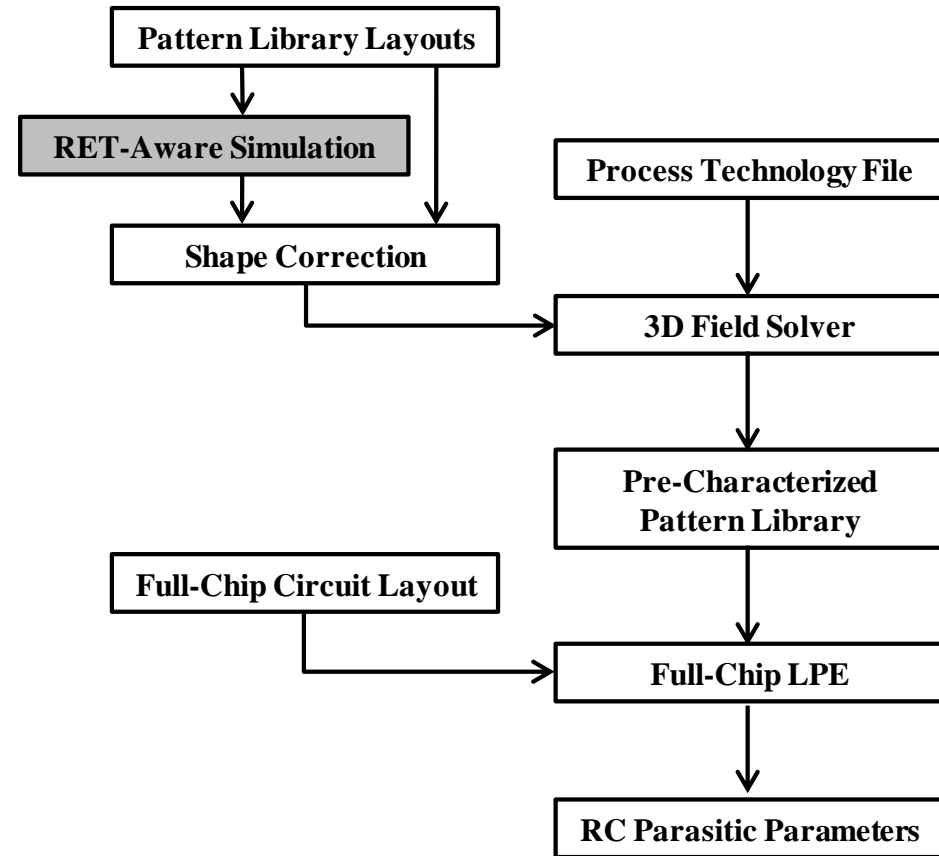 Pattern Library Layouts
RET-Aware Simulation
Process Technology File
Shape Correction
3D Field Solver
Pre-Characterized
Pattern Library
Full-Chip Circuit Layout
Full-Chip LPE
RC Parasitic Parameters